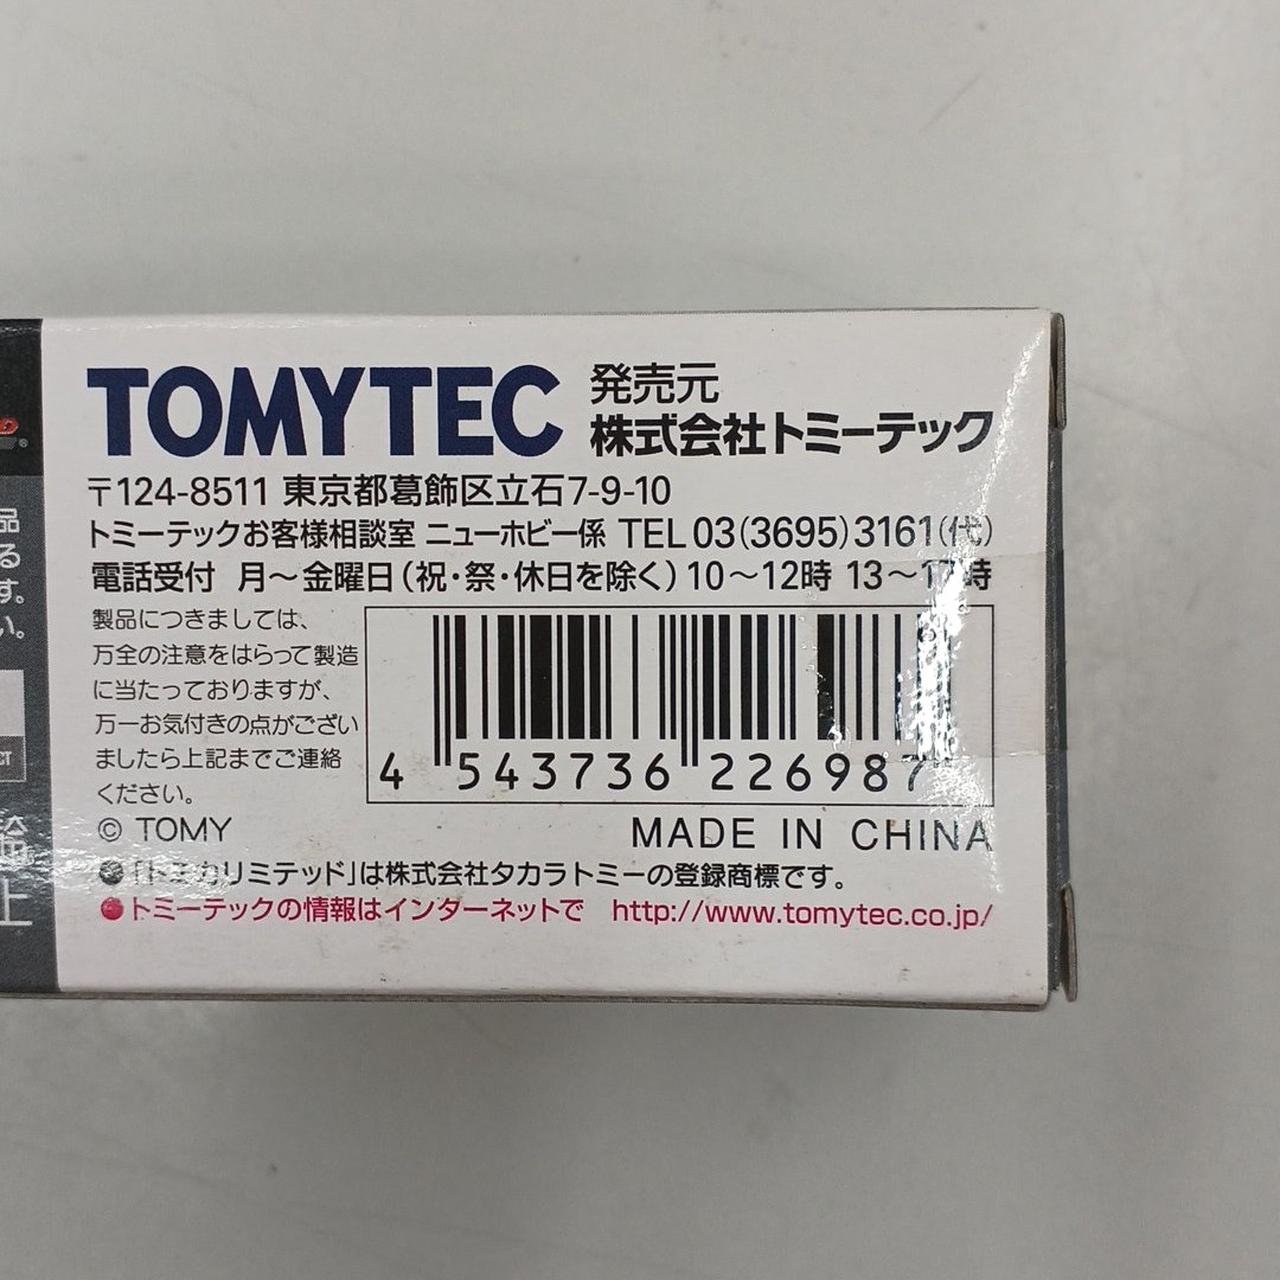 TOMYTEC 発売元
株式会社トミーテック
〒124-8511 東京都葛飾区立石7-9-10
トミーテックお客様相談室 ニューホビー係 TEL 03(3695)3161(代)
電話受付 月～金曜日(祝・祭・休日を除く) 10～12時 13～17時
製品につきましては、
万全の注意をはらって製造
に当たっておりますが、
万一お気付きの点がござい
ましたら上記までご連絡
ください。
4 543736 226987
© TOMY
MADE IN CHINA
●「トミカリミテッド」は株式会社タカラトミーの登録商標です。
●トミーテックの情報はインターネットで http://www.tomytec.co.jp/
品
る
す。
い。
CT
上